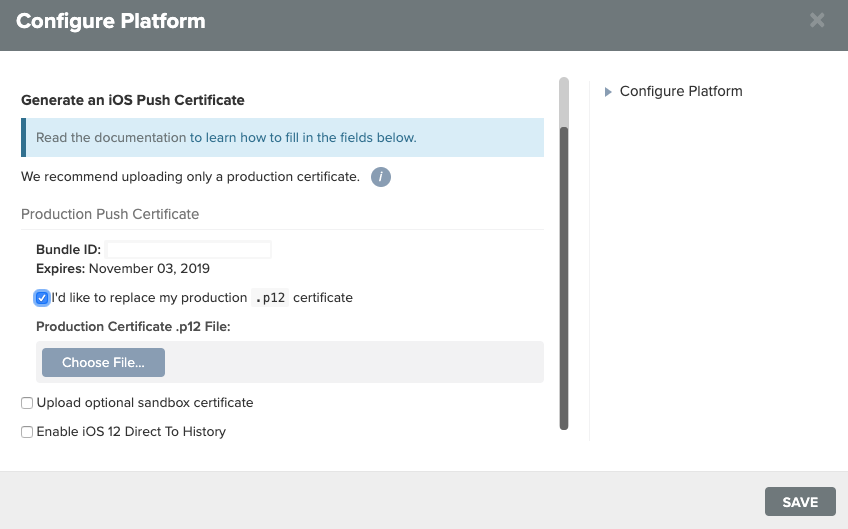 Configure Platform
Generate an iOS Push Certificate
Read the documentation to learn how to fill in the fields below.
We recommend uploading only a production certificate. i
Production Push Certificate
Bundle ID:
Expires: November 03, 2019
I'd like to replace my production .p12 certificate
Production Certificate .p12 File:
Choose File...
Upload optional sandbox certificate
Enable iOS 12 Direct To History
Configure Platform
SAVE